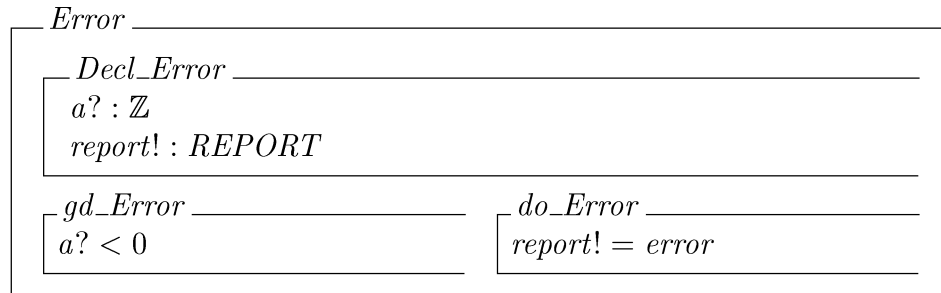 Error
Decl_Error
a? : ℤ
report! : REPORT
gd_Error
a? < 0
do_Error
report! = error